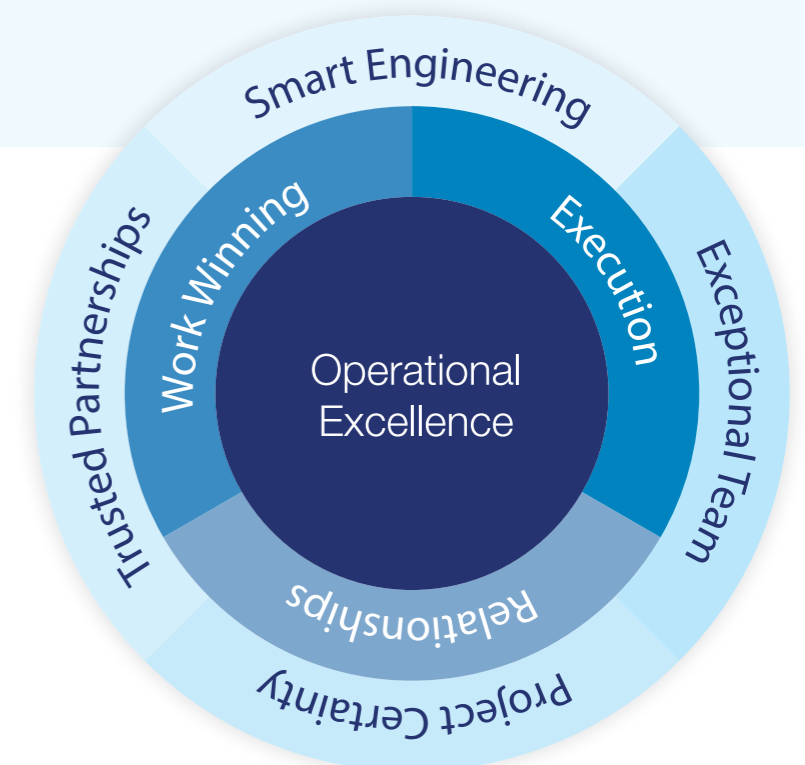 Smart Engineering
Exceptional Team
Project Certainty
Trusted Partnerships
Work Winning
Execution
Relationships
Operational
Excellence